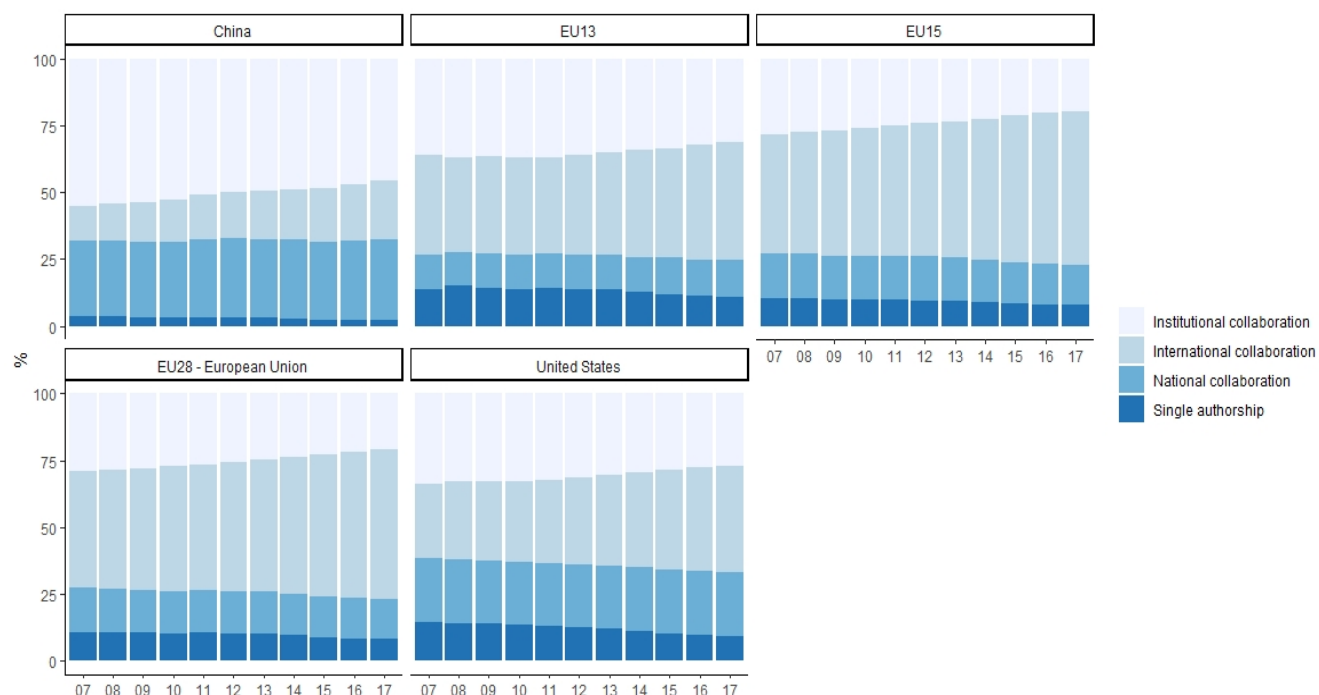 China
EU13
EU15
100
75
50
25
0
07 08 09 10 11 12 13 14 15 16 17
%
EU28 - European Union
United States
100
75
50
25
0
07 08 09 10 11 12 13 14 15 16 17
07 08 09 10 11 12 13 14 15 16 17
Institutional collaboration
International collaboration
National collaboration
Single authorship